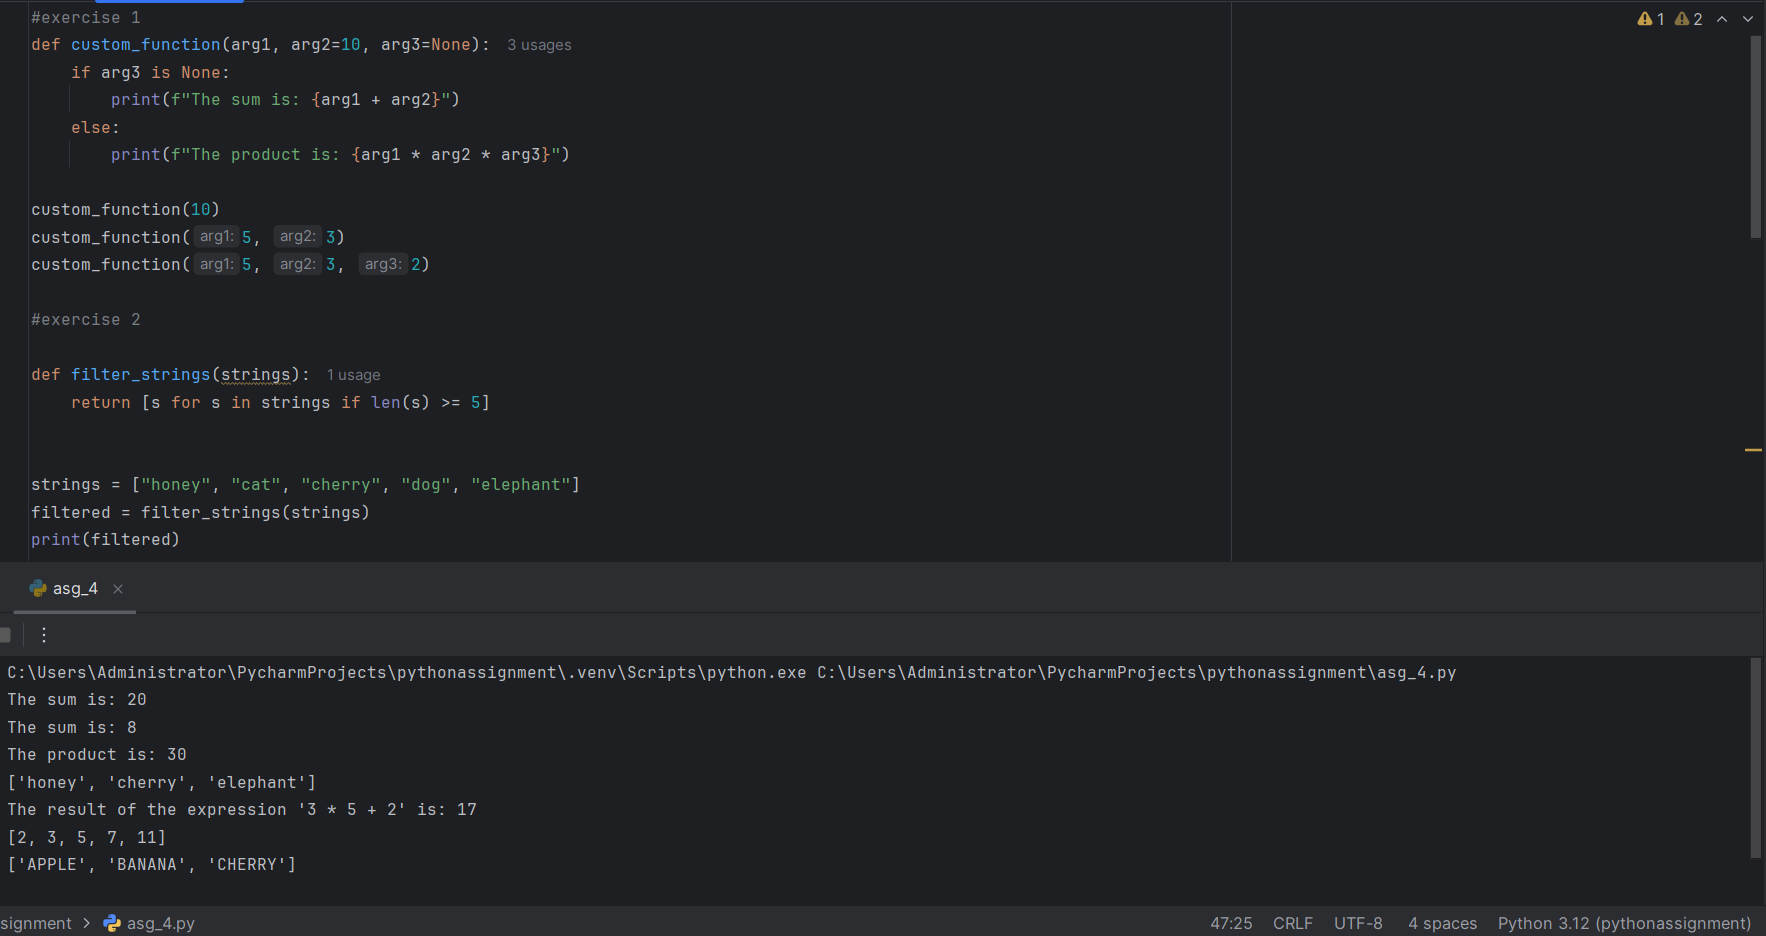 #exercise 1
def custom_function(arg1, arg2=10, arg3=None): 3 usages
    if arg3 is None:
        print(f"The sum is: {arg1 + arg2}")
    else:
        print(f"The product is: {arg1 * arg2 * arg3}")
custom_function(10)
custom_function( arg1: 5, arg2: 3)
custom_function( arg1: 5, arg2: 3, arg3: 2)
#exercise 2
def filter_strings(strings): 1 usage
    return [s for s in strings if len(s) >= 5]
strings = ["honey", "cat", "cherry", "dog", "elephant"]
filtered = filter_strings(strings)
print(filtered)
1 2
asg_4
C:\Users\Administrator\PycharmProjects\pythonassignment\.venv\Scripts\python.exe C:\Users\Administrator\PycharmProjects\pythonassignment\asg_4.py
The sum is: 20
The sum is: 8
The product is: 30
['honey', 'cherry', 'elephant']
The result of the expression '3 * 5 + 2' is: 17
[2, 3, 5, 7, 11]
['APPLE', 'BANANA', 'CHERRY']
signment > asg_4.py 47:25 CRLF UTF-8 4 spaces Python 3.12 (pythonassignment)